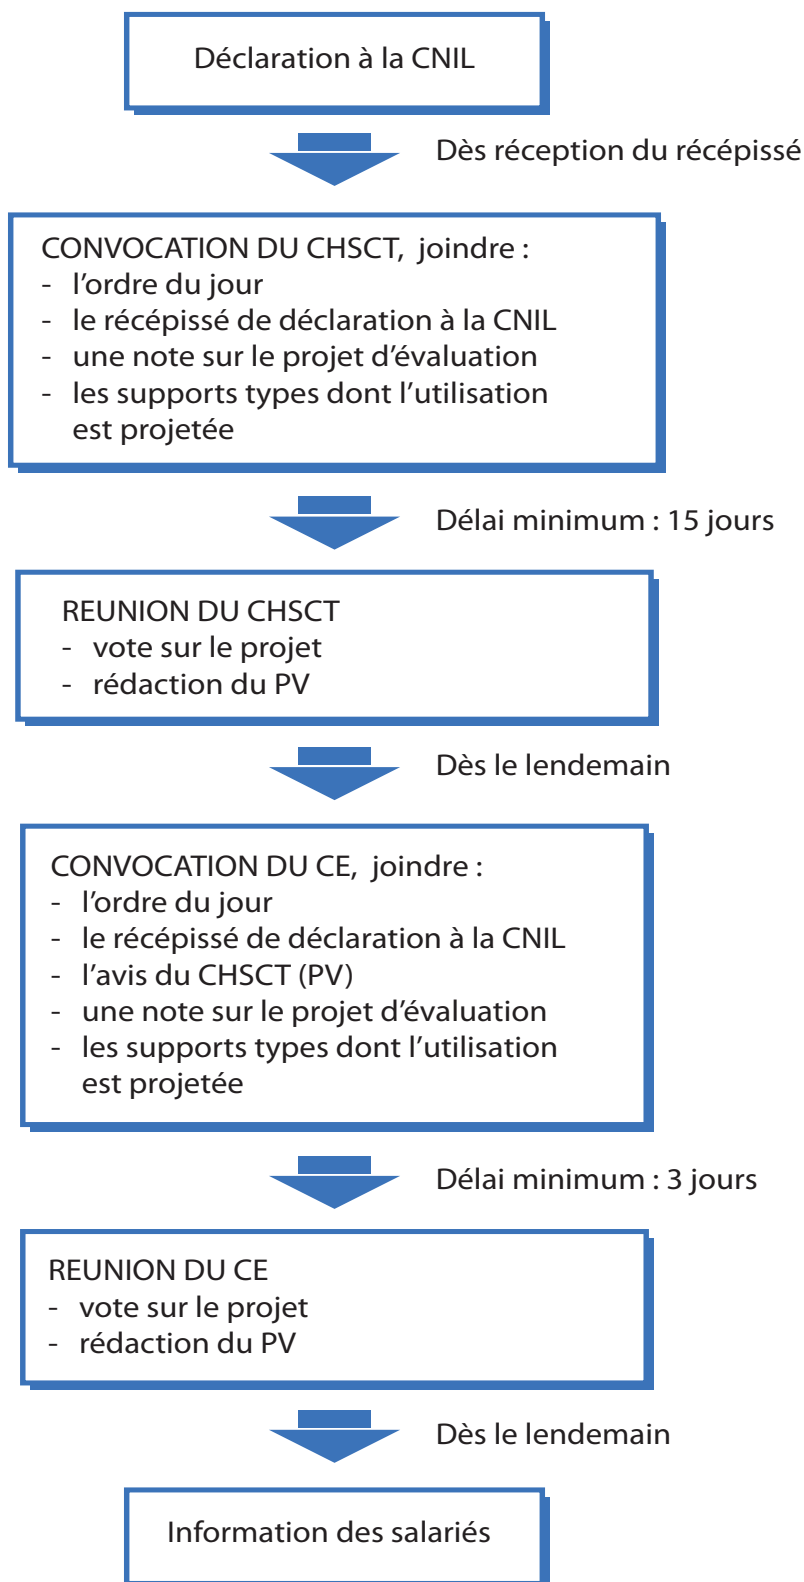 Déclaration à la CNIL
Dès réception du récépissé
CONVOCATION DU CHSCT, joindre :
- l’ordre du jour
- le récépissé de déclaration à la CNIL
- une note sur le projet d’évaluation
- les supports types dont l’utilisation
est projetée
Délai minimum : 15 jours
REUNION DU CHSCT
- vote sur le projet
- rédaction du PV
Dès le lendemain
CONVOCATION DU CE, joindre :
- l’ordre du jour
- le récépissé de déclaration à la CNIL
- l’avis du CHSCT (PV)
- une note sur le projet d’évaluation
- les supports types dont l’utilisation
est projetée
Délai minimum : 3 jours
REUNION DU CE
- vote sur le projet
- rédaction du PV
Dès le lendemain
Information des salariés